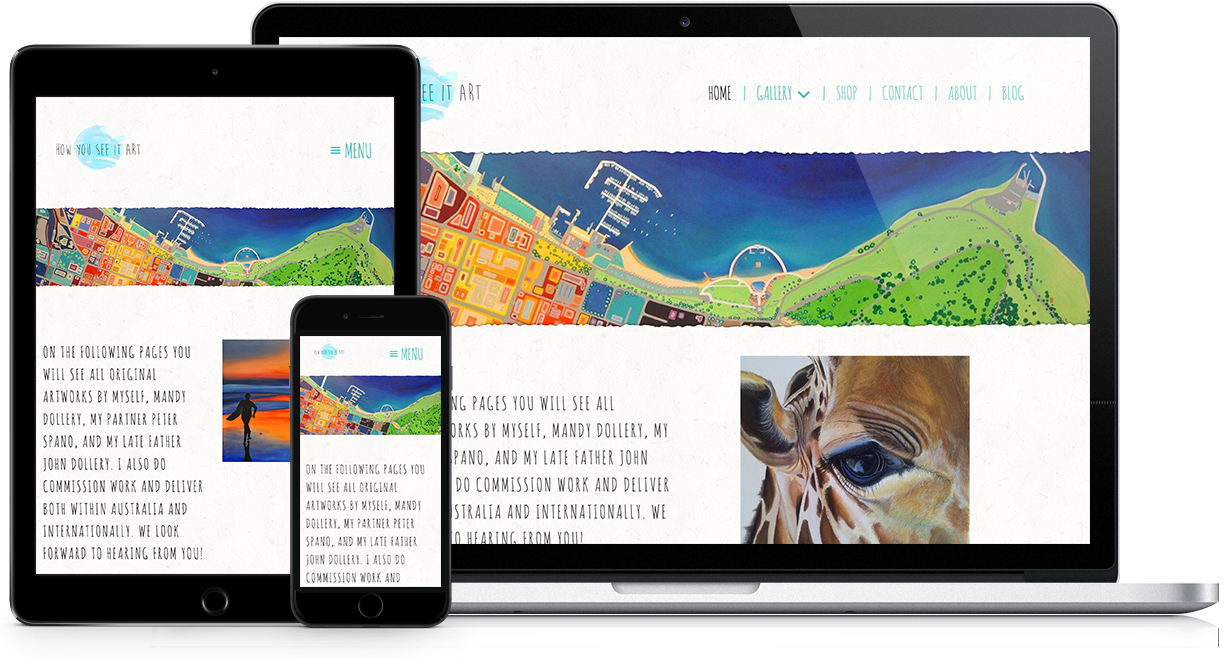 HOW YOU SEE IT ART
MENU
ON THE FOLLOWING PAGES YOU
WILL SEE ALL ORIGINAL
ARTWORKS BY MYSELF, MANDY
DOLLERY, MY PARTNER PETER
SPANO, AND MY LATE FATHER
JOHN DOLLERY. I ALSO DO
COMMISSION WORK AND DELIVER
BOTH WITHIN AUSTRALIA AND
INTERNATIONALLY. WE LOOK
FORWARD TO HEARING FROM YOU!
HOW YOU SEE IT ART
MENU
ON THE FOLLOWING PAGES YOU
WILL SEE ALL ORIGINAL
ARTWORKS BY MYSELF, MANDY
DOLLERY, MY PARTNER PETER
SPANO, AND MY LATE FATHER
JOHN DOLLERY. I ALSO DO
COMMISSION WORK AND
EE IT ART
HOME | GALLERY | SHOP | CONTACT | ABOUT | BLOG
NG PAGES YOU WILL SEE ALL
ORKS BY MYSELF, MANDY DOLLERY, MY
SPANO, AND MY LATE FATHER JOHN
DO COMMISSION WORK AND DELIVER
STRALIA AND INTERNATIONALLY. WE
O HEARING FROM YOU!